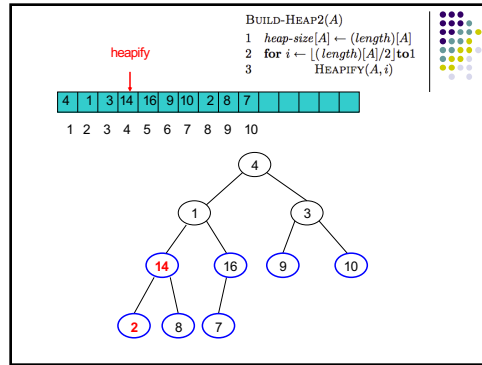 BUILD-HEAP2(A)
1 heap-size[A] ← (length)[A]
2 for i ← ⌊(length)[A]/2⌋to1
3 HEAPIFY(A, i)
heapify
4 1 3 14 16 9 10 2 8 7
1 2 3 4 5 6 7 8 9 10
4
1 3
14 16 9 10
2 8 7